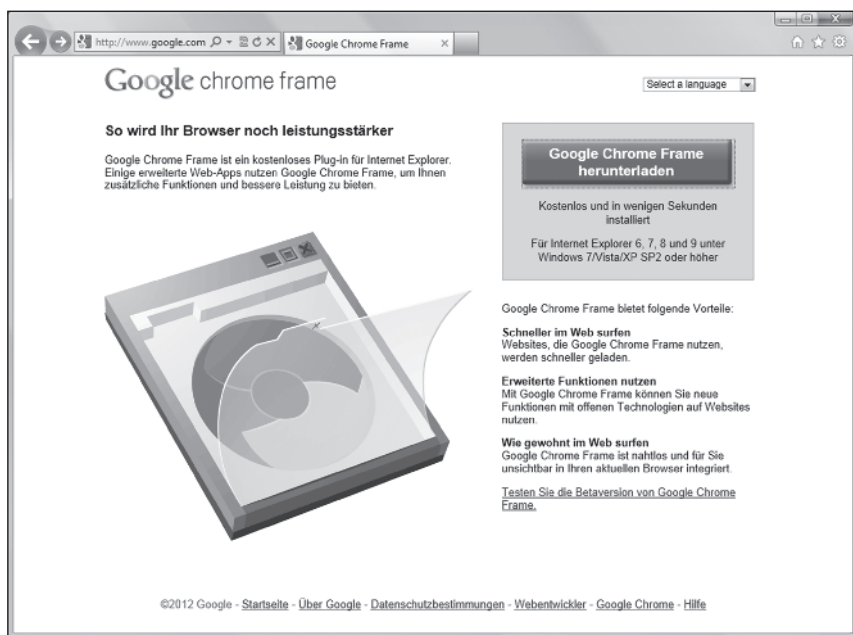 http://www.google.com
Google Chrome Frame
Google chrome frame
Select a language
So wird Ihr Browser noch leistungsstärker
Google Chrome Frame ist ein kostenloses Plug-in für Internet Explorer.
Einige erweiterte Web-Apps nutzen Google Chrome Frame, um Ihnen
zusätzliche Funktionen und bessere Leistung zu bieten.
Google Chrome Frame
herunterladen
Kostenlos und in wenigen Sekunden
installiert
Für Internet Explorer 6, 7, 8 und 9 unter
Windows 7/Vista/XP SP2 oder höher
Google Chrome Frame bietet folgende Vorteile:
Schneller im Web surfen
Websites, die Google Chrome Frame nutzen,
werden schneller geladen.
Erweiterte Funktionen nutzen
Mit Google Chrome Frame können Sie neue
Funktionen mit offenen Technologien auf Websites
nutzen.
Wie gewohnt im Web surfen
Google Chrome Frame ist nahtlos und für Sie
unsichtbar in Ihren aktuellen Browser integriert.
Testen Sie die Betaversion von Google Chrome
Frame.
©2012 Google - Startseite - Über Google - Datenschutzbestimmungen - Webentwickler - Google Chrome - Hilfe